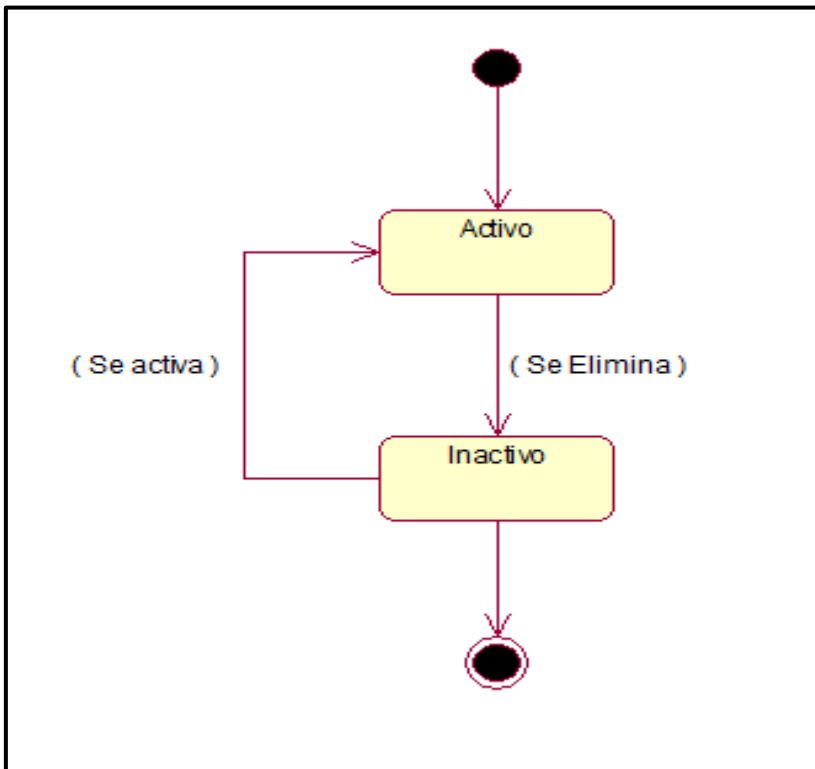 Activo
( Se activa )
( Se Elimina )
Inactivo